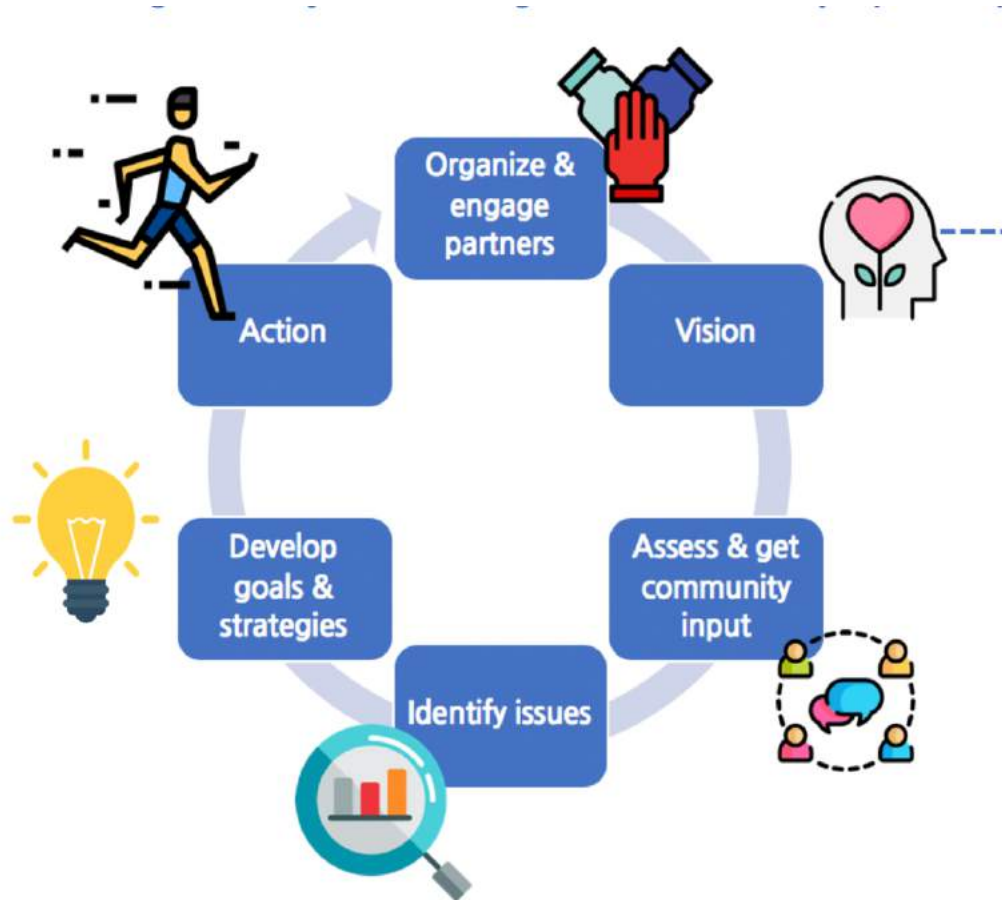 Organize &
engage
partners
Vision
Assess & get
community
input
Identify issues
Develop
goals &
strategies
Action